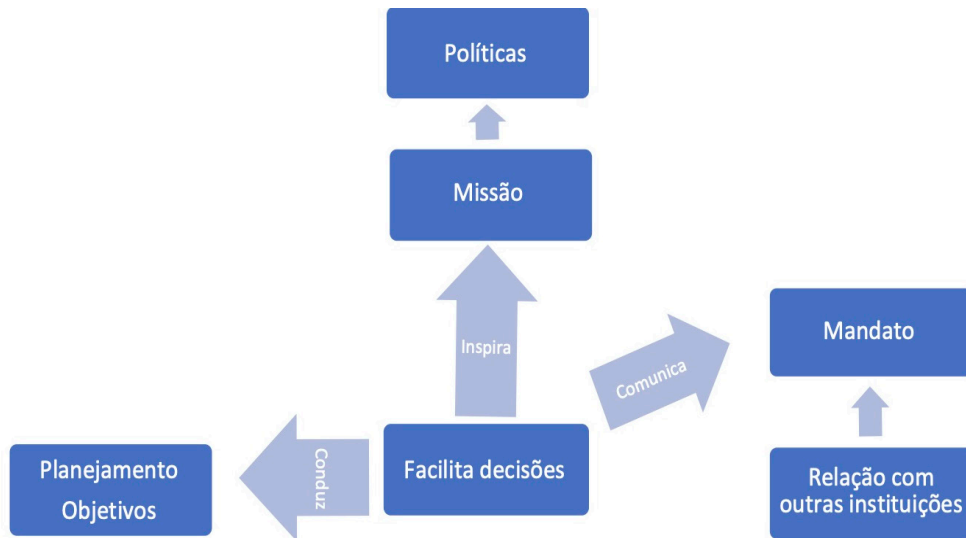 Políticas
Missão
Inspira
Comunica
Mandato
Conduz
Planejamento
Objetivos
Facilita decisões
Relação com
outras instituições